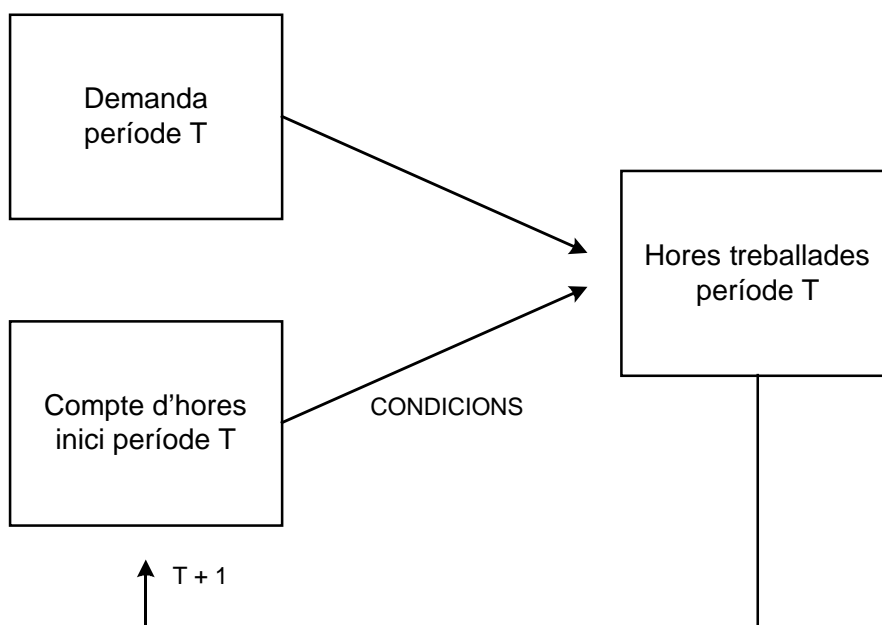 Demanda
període T
Hores treballades
període T
Compte d'hores
inici període T
CONDICIONS
T + 1